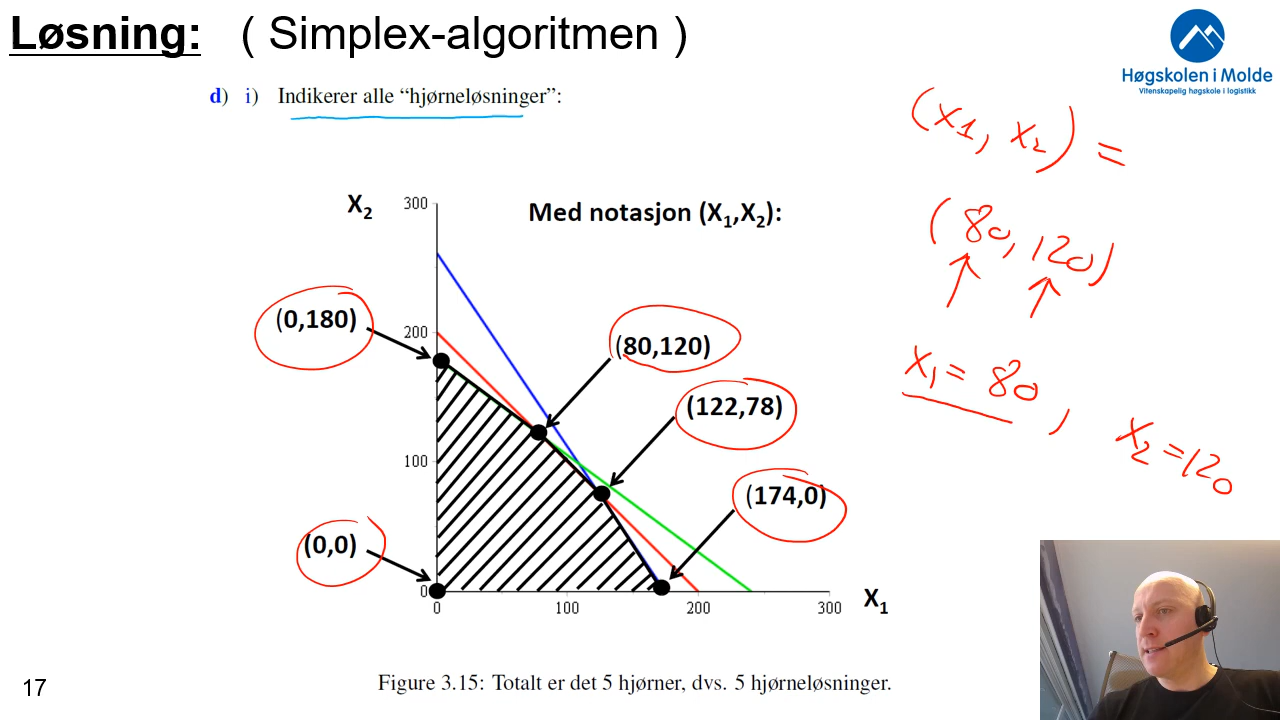 Løsning: ( Simplex-algoritmen )
Høgskolen i Molde
Vitenskapelig høgskole i logistikk
d) i) Indikerer alle “hjørneløsninger”:
(x1, x2) =
(80, 120)
x1 = 80, x2 = 120
X2
300
Med notasjon (X1,X2):
(0,180)
200
(80,120)
(122,78)
100
(174,0)
(0,0)
0
0 100 200 300
X1
Figure 3.15: Totalt er det 5 hjørner, dvs. 5 hjørneløsninger.
17